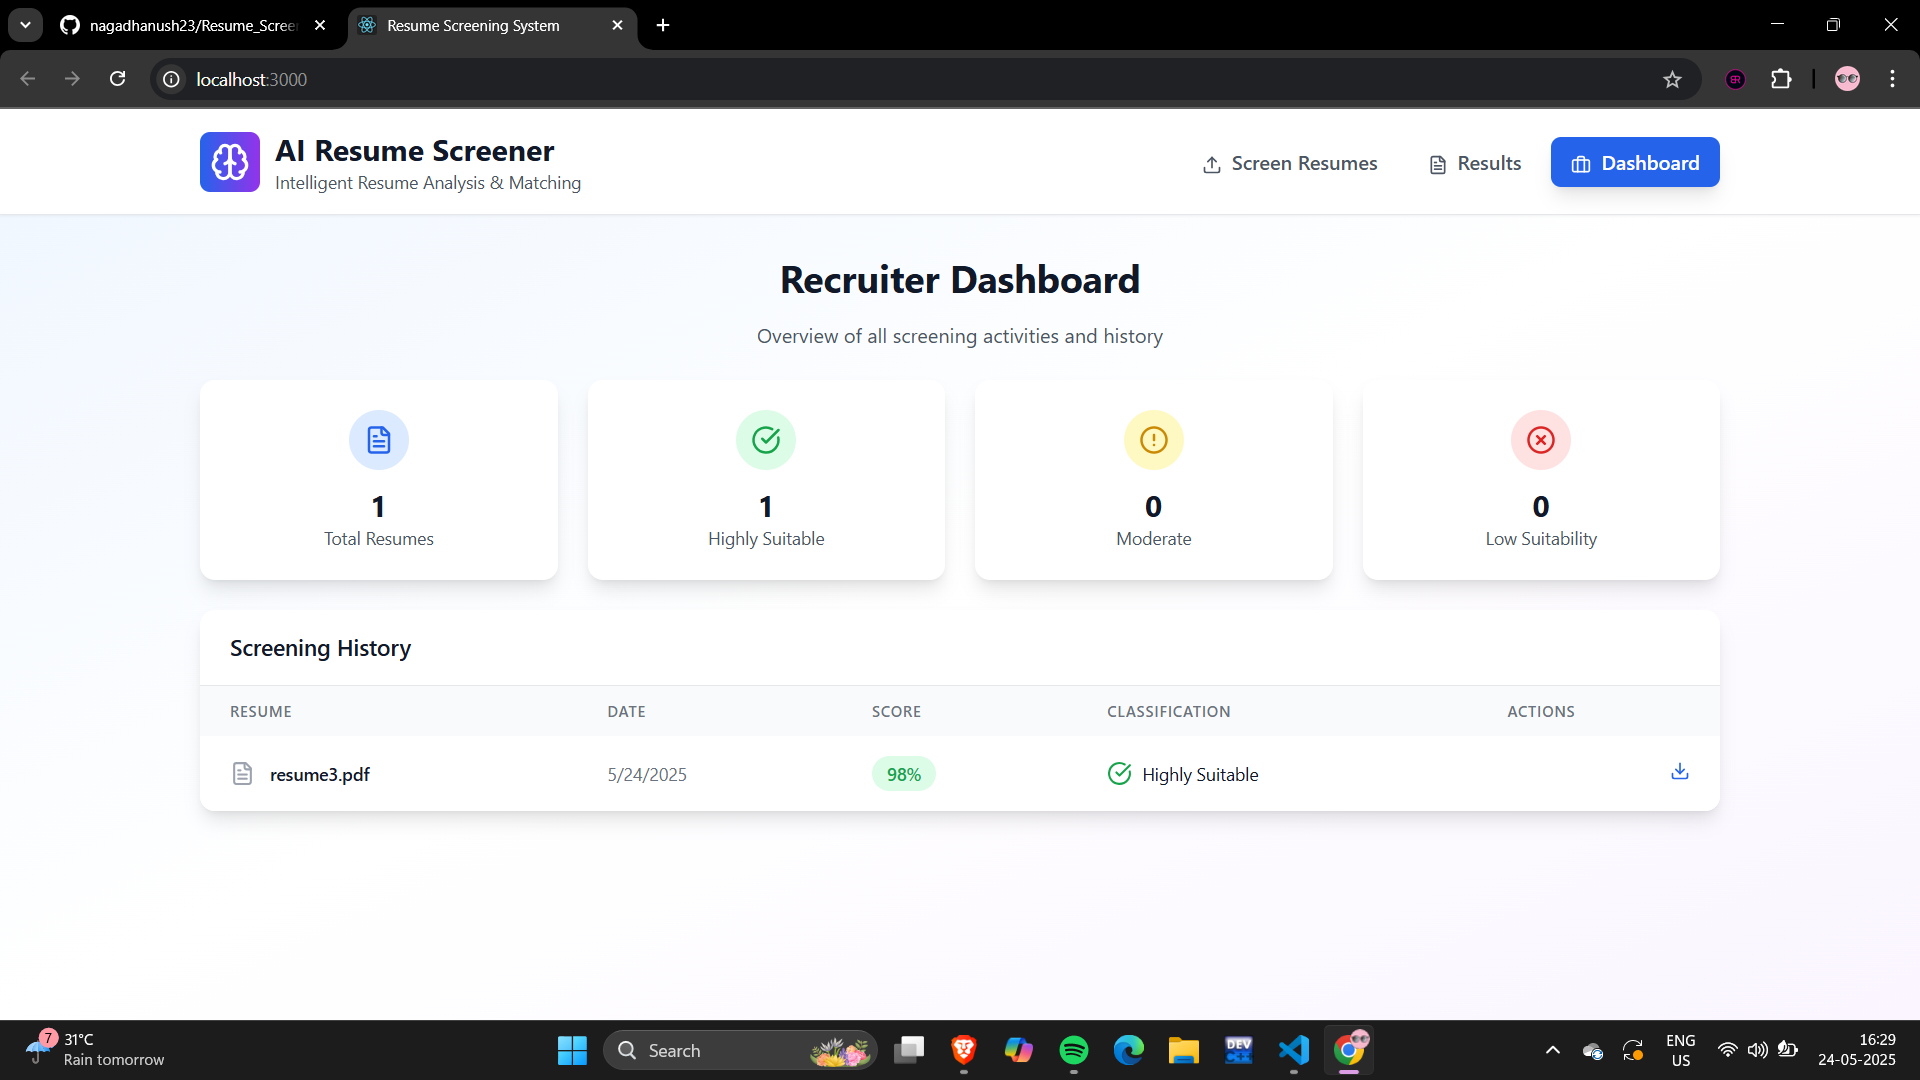 nagadhanush23/Resume_Scree
Resume Screening System
localhost:3000
AI Resume Screener
Intelligent Resume Analysis & Matching
Screen Resumes
Results
Dashboard
Recruiter Dashboard
Overview of all screening activities and history
1
Total Resumes
1
Highly Suitable
0
Moderate
0
Low Suitability
Screening History
RESUME DATE SCORE CLASSIFICATION ACTIONS
resume3.pdf 5/24/2025 98% Highly Suitable
7
31°C
Rain tomorrow
Search
DEV
ENG
US
16:29
24-05-2025